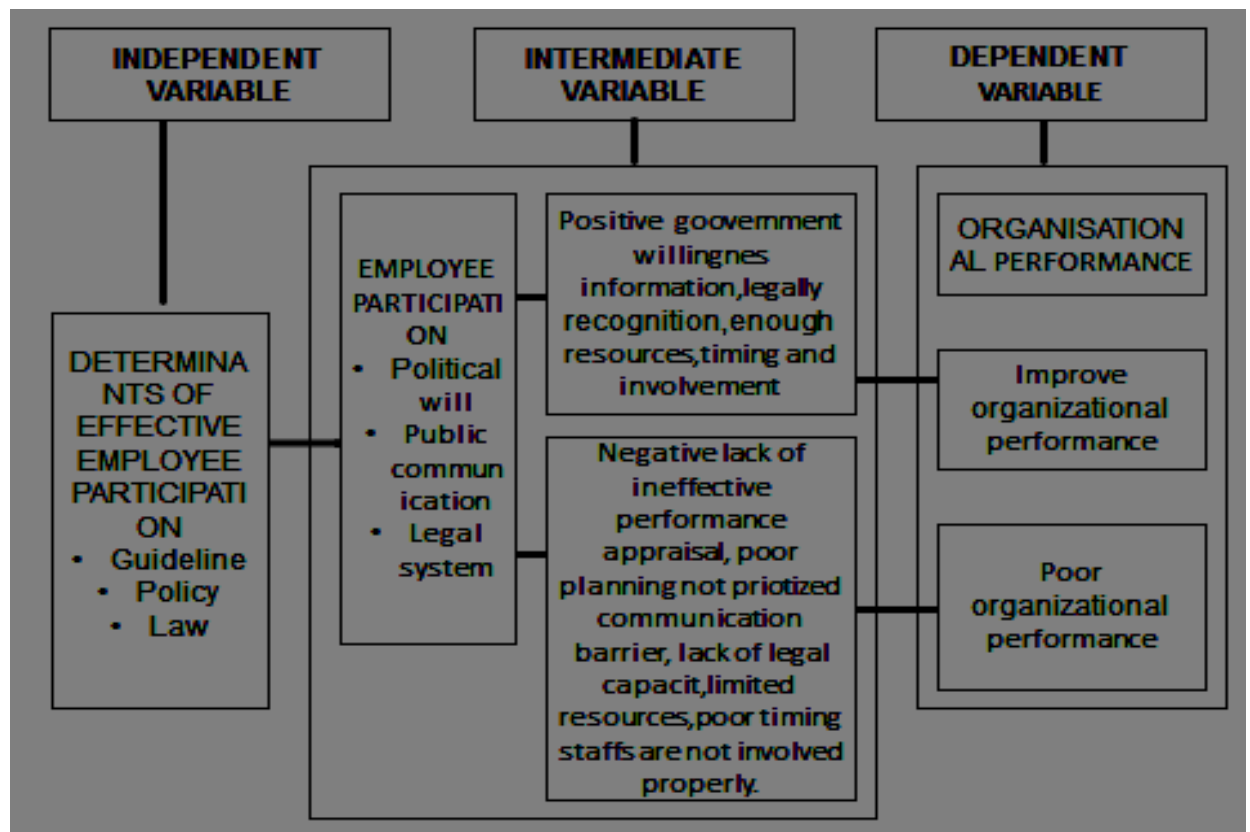 INDEPENDENT
VARIABLE
INTERMEDIATE
VARIABLE
DEPENDENT
VARIABLE
DETERMINA
NTS OF
EFFECTIVE
EMPLOYEE
PARTICIPATI
ON
• Guideline
• Policy
• Law
EMPLOYEE
PARTICIPATI
ON
• Political
will
• Public
commun
ication
• Legal
system
Positive goovernment
willingnes
information,legally
recognition,enough
resources,timing and
involvement
Negative lack of
ineffective
performance
appraisal, poor
planning not priotized
communication
barrier, lack of legal
capacit,limited
resources,poor timing
staffs are not involved
properly.
ORGANISATION
AL PERFORMANCE
Improve
organizational
performance
Poor
organizational
performance